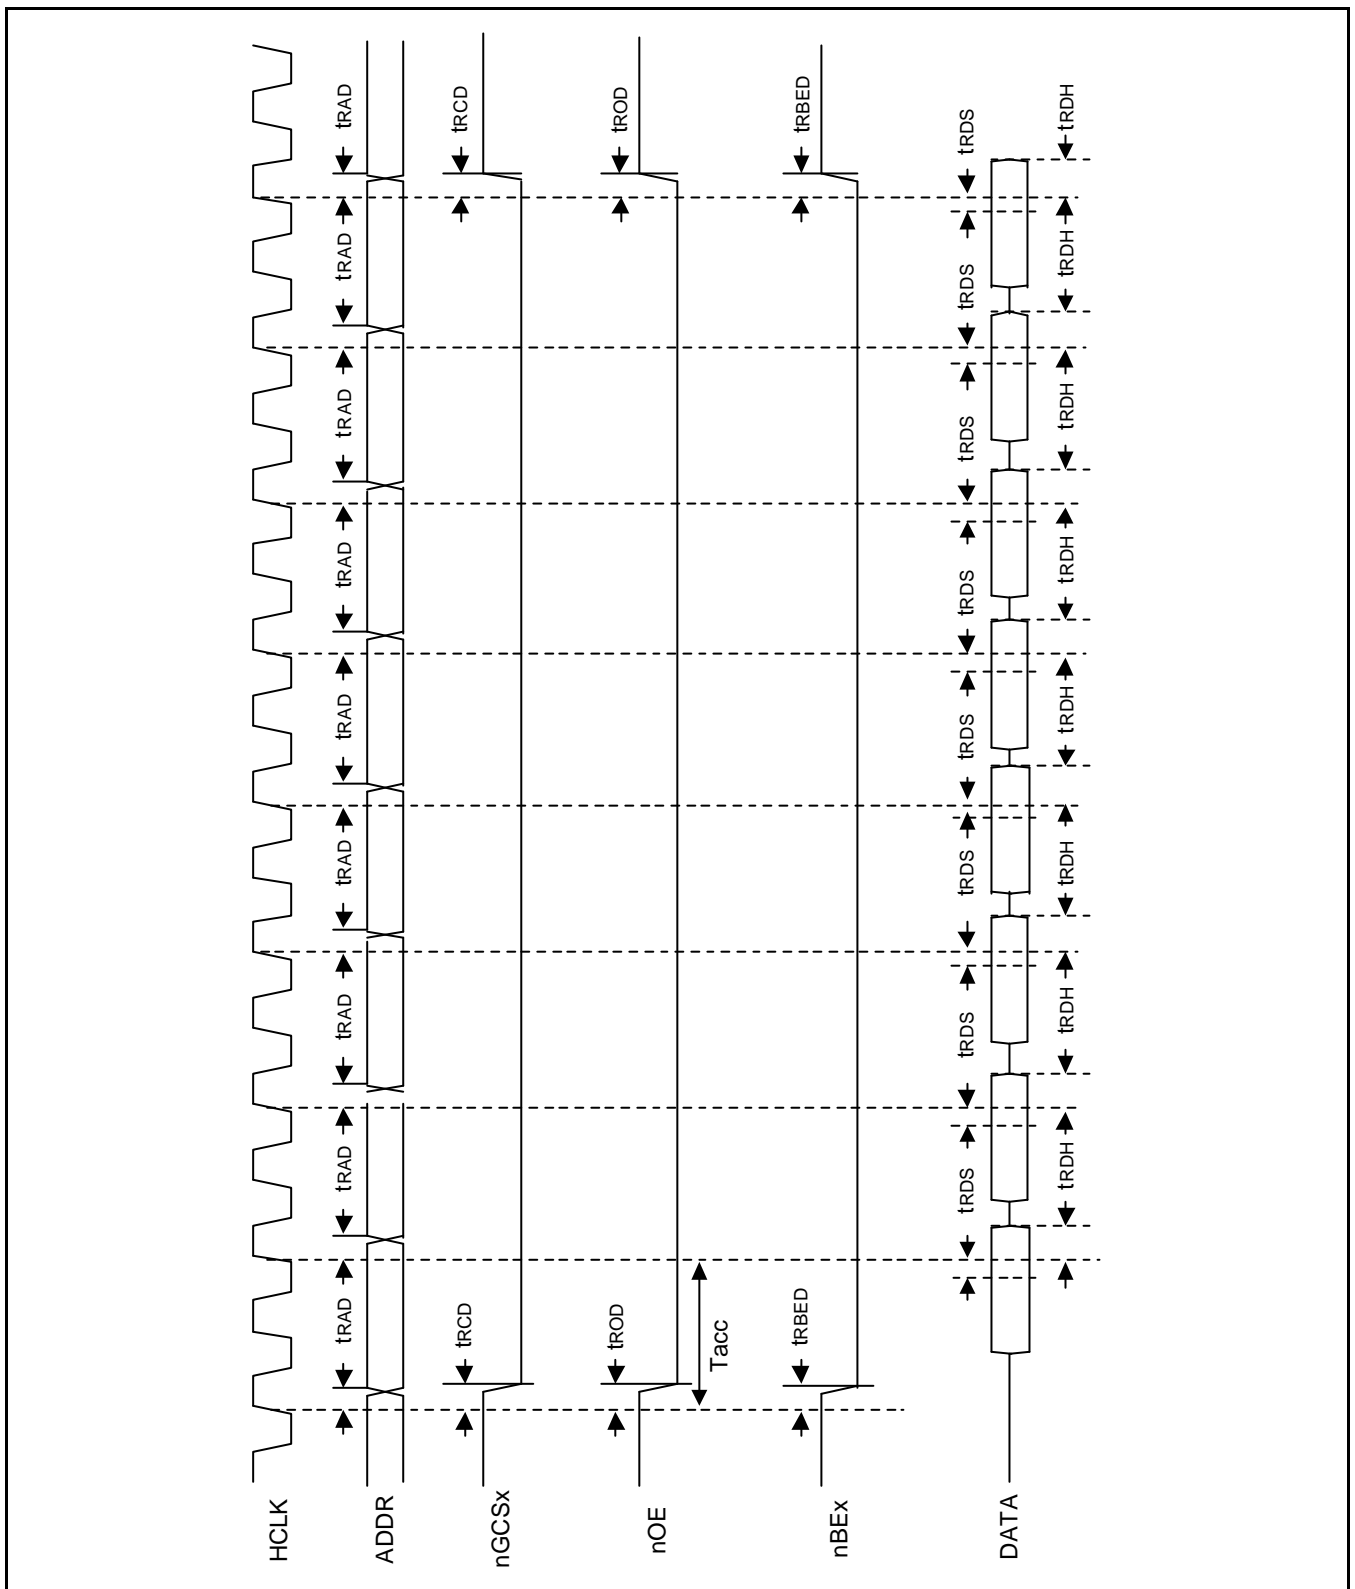 HCLK
tRAD tRAD tRAD tRAD tRAD tRAD tRAD tRAD tRAD
ADDR
tRCD tRCD
nGCSx
tROD tROD
nOE
Tacc
tRBED tRBED
nBEx
tRDS tRDS tRDS tRDS tRDS tRDS tRDS tRDS
DATA
tRDH tRDH tRDH tRDH tRDH tRDH tRDH tRDH